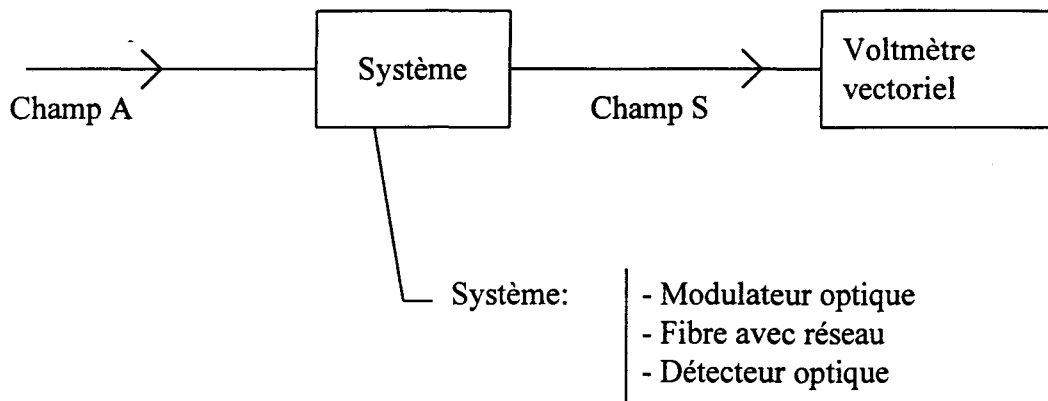 Système
Voltmètre
vectoriel
Champ A
Champ S
Système:
- Modulateur optique
- Fibre avec réseau
- Détecteur optique